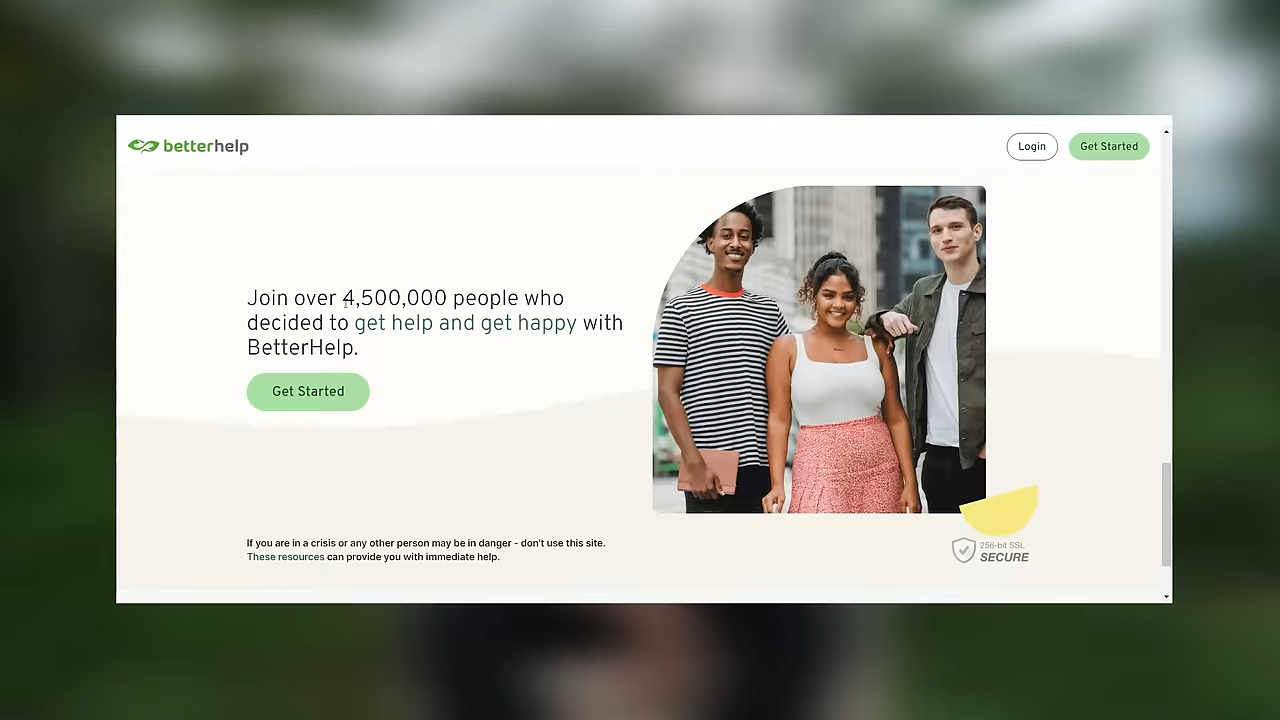 betterhelp
Login
Get Started
Join over 4,500,000 people who
decided to get help and get happy with
BetterHelp.
Get Started
If you are in a crisis or any other person may be in danger - don't use this site.
These resources can provide you with immediate help.
256-bit SSL
SECURE